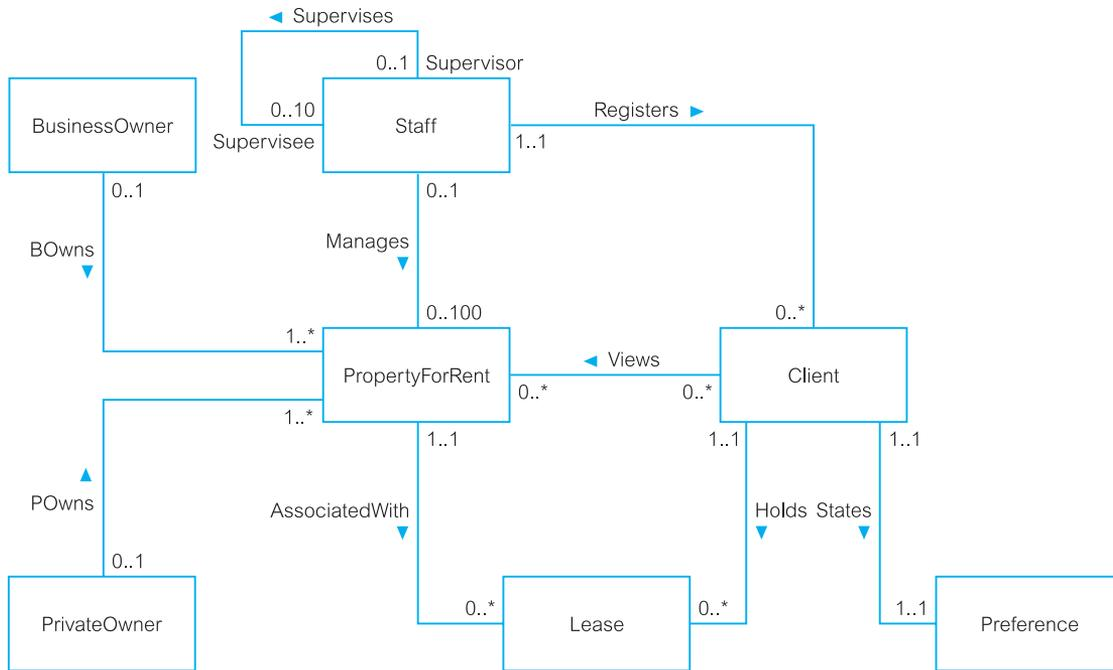 Supervises
0..1 Supervisor
BusinessOwner
0..10
Supervisee
Staff
Registers
1..1
0..1
0..1
BOwns
Manages
0..100
0..*
1..*
PropertyForRent
Views
0..*
0..*
Client
1..*
1..1
1..1
1..1
POwns
AssociatedWith
Holds States
0..1
0..*
0..*
1..1
PrivateOwner
Lease
Preference